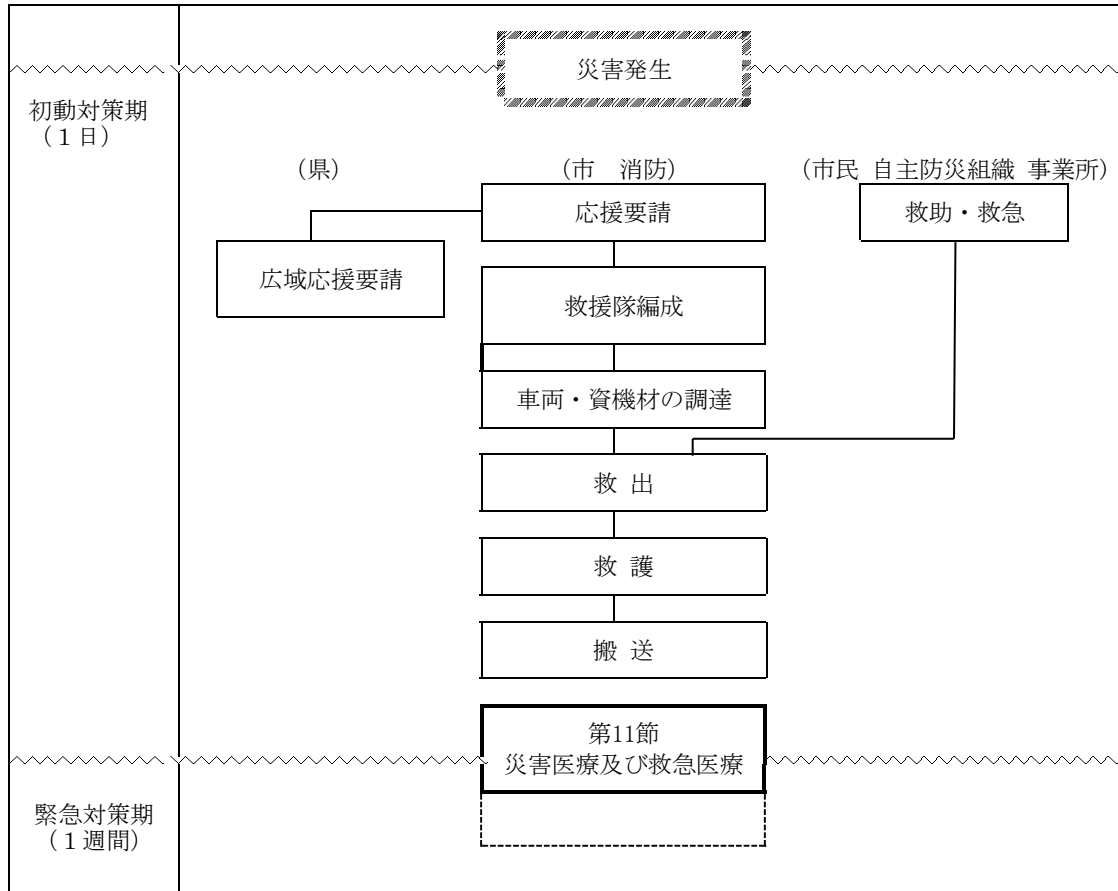 災害発生
初動対策期
（１日）
（県）
（市　消防）
（市民 自主防災組織 事業所）
応援要請
救助・救急
広域応援要請
救援隊編成
車両・資機材の調達
救 出
救 護
搬 送
第11節
災害医療及び救急医療
緊急対策期
（１週間）